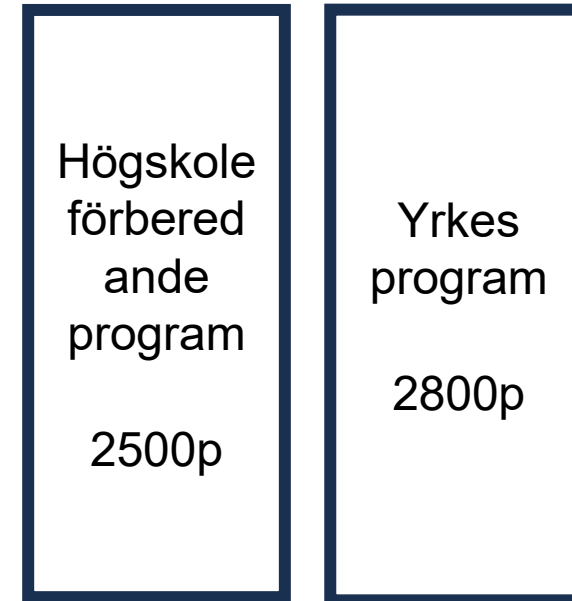 Högskole
förbered
ande
program
2500p
Yrkes
program
2800p